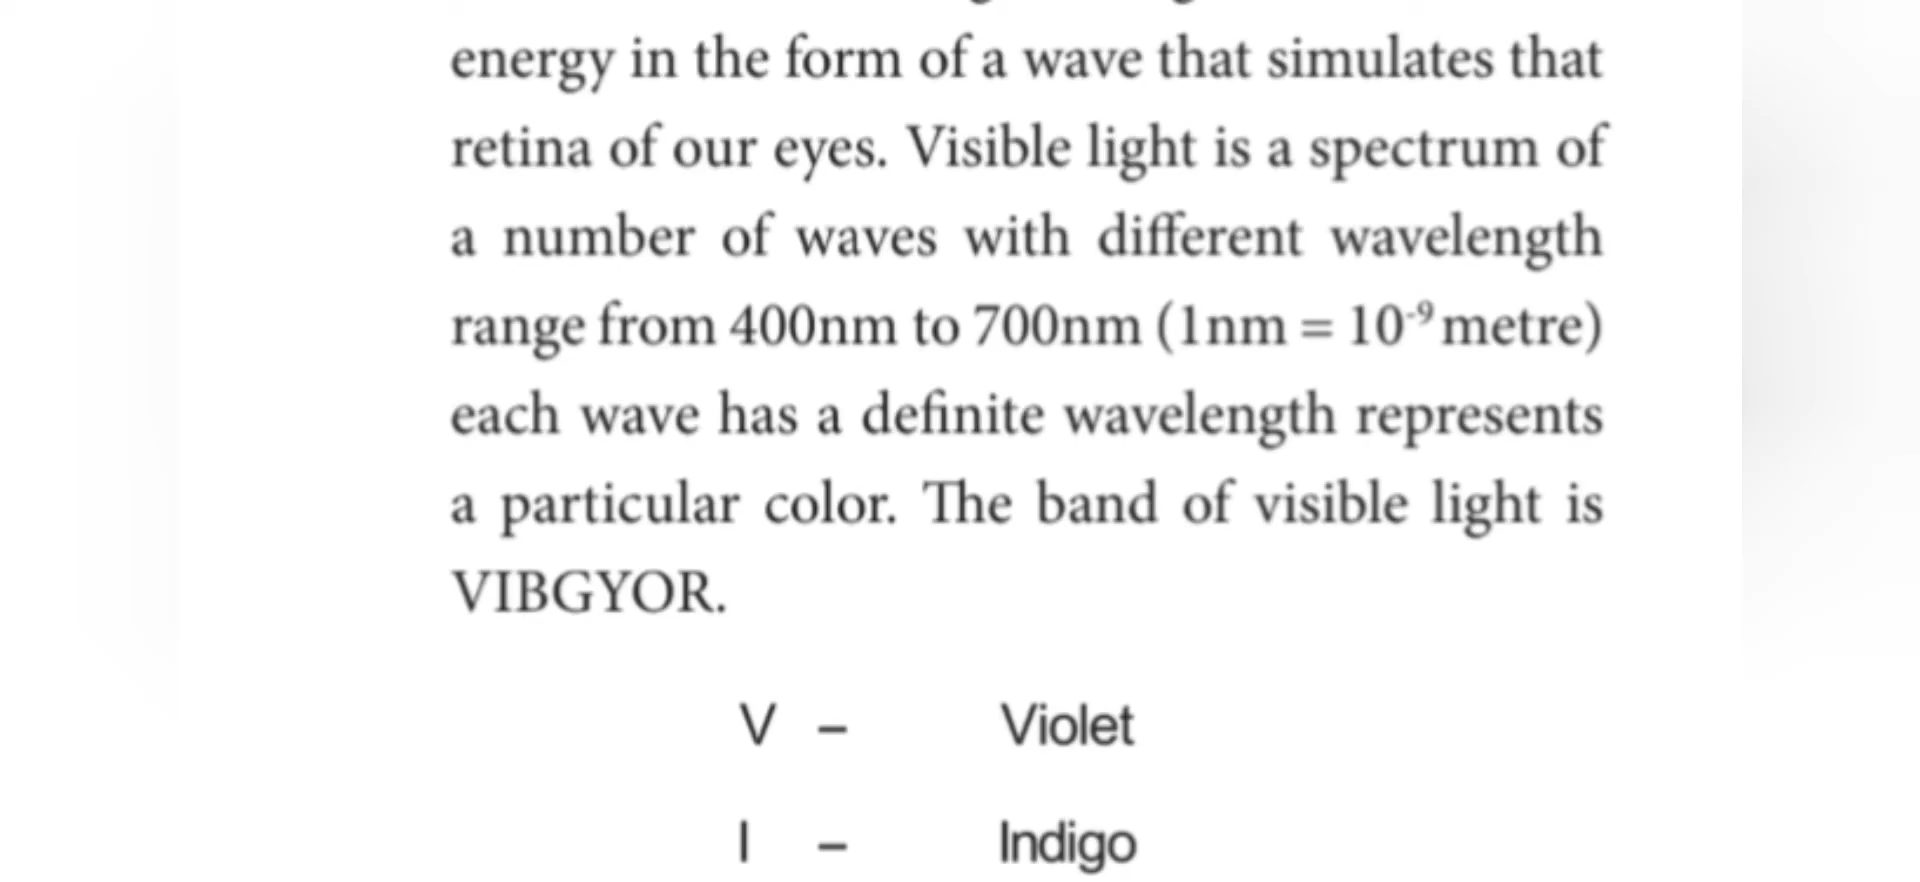 energy in the form of a wave that simulates that
retina of our eyes. Visible light is a spectrum of
a number of waves with different wavelength
range from 400nm to 700nm (1nm = 10⁻⁹ metre)
each wave has a definite wavelength represents
a particular color. The band of visible light is
VIBGYOR.
V – Violet
I – Indigo